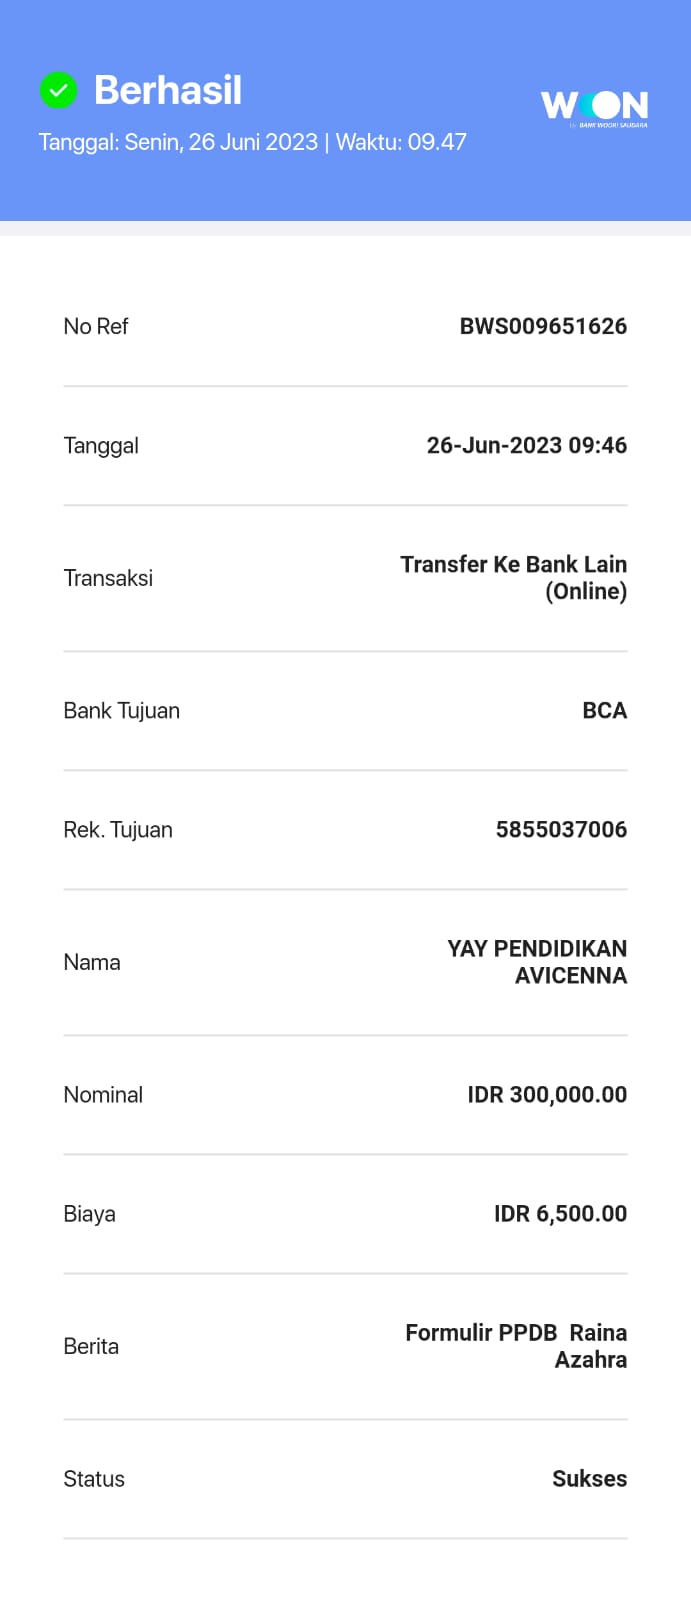 Berhasil
Tanggal: Senin, 26 Juni 2023 | Waktu: 09.47
WOON
by BANK WOORI SAUDARA
No Ref BWS009651626
Tanggal 26-Jun-2023 09:46
Transaksi Transfer Ke Bank Lain
(Online)
Bank Tujuan BCA
Rek. Tujuan 5855037006
Nama YAY PENDIDIKAN
AVICENNA
Nominal IDR 300,000.00
Biaya IDR 6,500.00
Berita Formulir PPDB  Raina
Azahra
Status Sukses